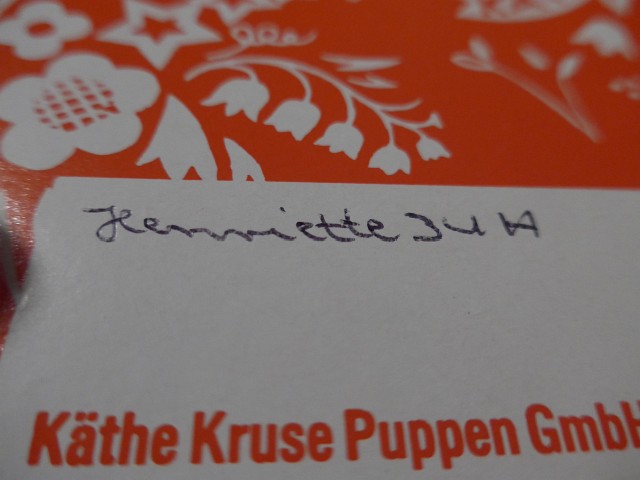 Henriette 34 H
Käthe Kruse Puppen GmbH